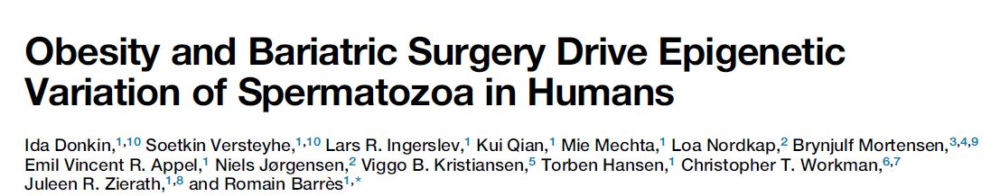 Obesity and Bariatric Surgery Drive Epigenetic
Variation of Spermatozoa in Humans
Ida Donkin,1,10 Soetkin Versteyhe,1,10 Lars R. Ingerslev,1 Kui Qian,1 Mie Mechta,1 Loa Nordkap,2 Brynjulf Mortensen,3,4,9
Emil Vincent R. Appel,1 Niels Jørgensen,2 Viggo B. Kristiansen,5 Torben Hansen,1 Christopher T. Workman,6,7
Juleen R. Zierath,1,8 and Romain Barrès1,*